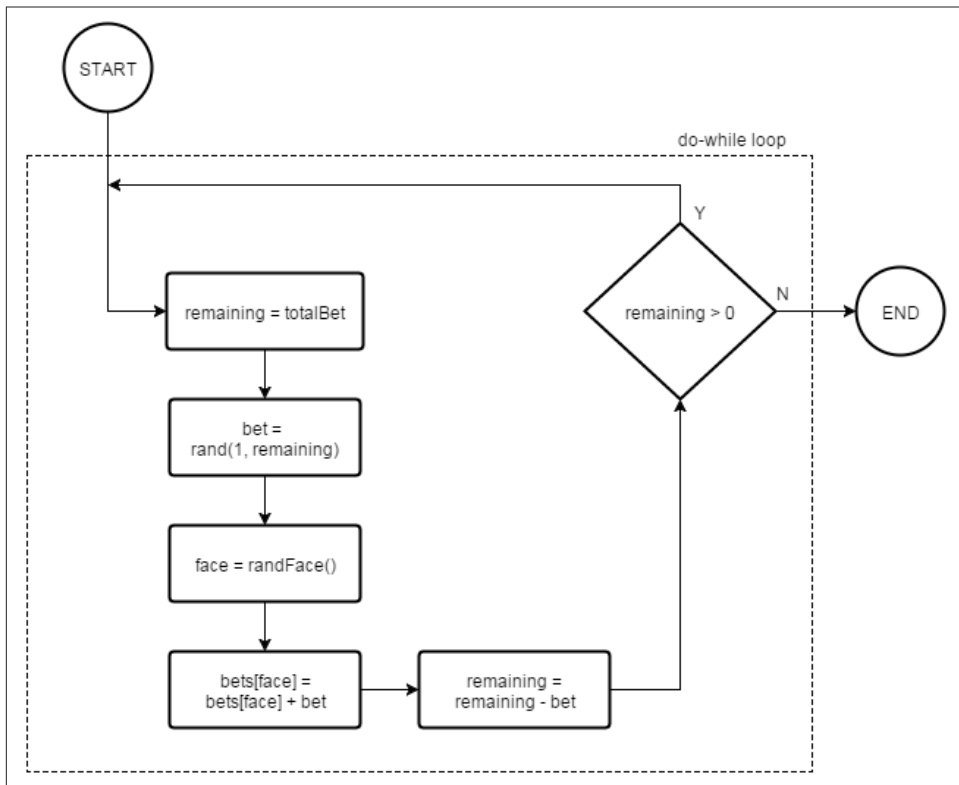 START
do-while loop
Y
remaining = totalBet
remaining > 0
N
END
bet =
rand(1, remaining)
face = randFace()
bets[face] =
bets[face] + bet
remaining =
remaining - bet